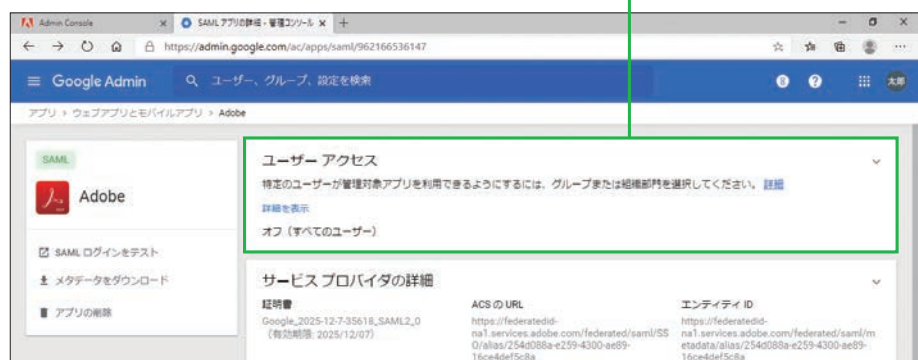 Admin Console
SAML アプリの詳細 - 管理コンソール
https://admin.google.com/ac/apps/saml/962166536147
Google Admin
ユーザー、グループ、設定を検索
太郎
アプリ > ウェブアプリとモバイルアプリ > Adobe
SAML
Adobe
SAML ログインをテスト
メタデータをダウンロード
アプリの削除
ユーザー アクセス
特定のユーザーが管理対象アプリを利用できるようにするには、グループまたは組織部門を選択してください。 詳細
詳細を表示
オフ（すべてのユーザー）
サービス プロバイダの詳細
証明書
Google_2025-12-7-35618_SAML2_0
（有効期限: 2025/12/07）
ACS の URL
https://federatedid-
na1.services.adobe.com/federated/saml/SS
O/alias/254d088a-e259-4300-ae89-
16ce4def5c8a
エンティティ ID
https://federatedid-
na1.services.adobe.com/federated/saml/m
etadata/alias/254d088a-e259-4300-ae89-
16ce4def5c8a